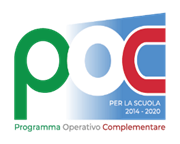 poc
PER LA SCUOLA
2014 - 2020
Programma Operativo Complementare